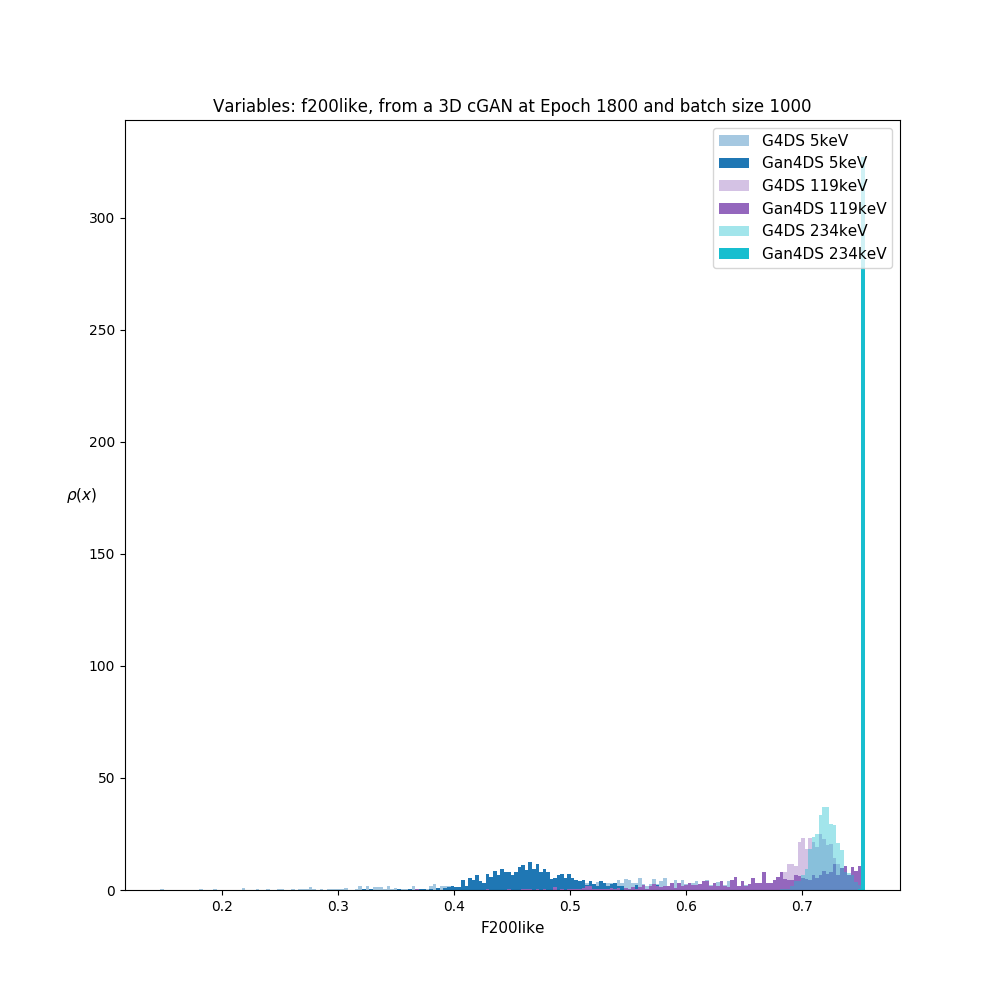 Variables: f200like, from a 3D cGAN at Epoch 1800 and batch size 1000
G4DS 5keV
Gan4DS 5keV
G4DS 119keV
Gan4DS 119keV
G4DS 234keV
Gan4DS 234keV
300
250
200
ρ(x)
150
100
50
0
0.2 0.3 0.4 0.5 0.6 0.7
F200like